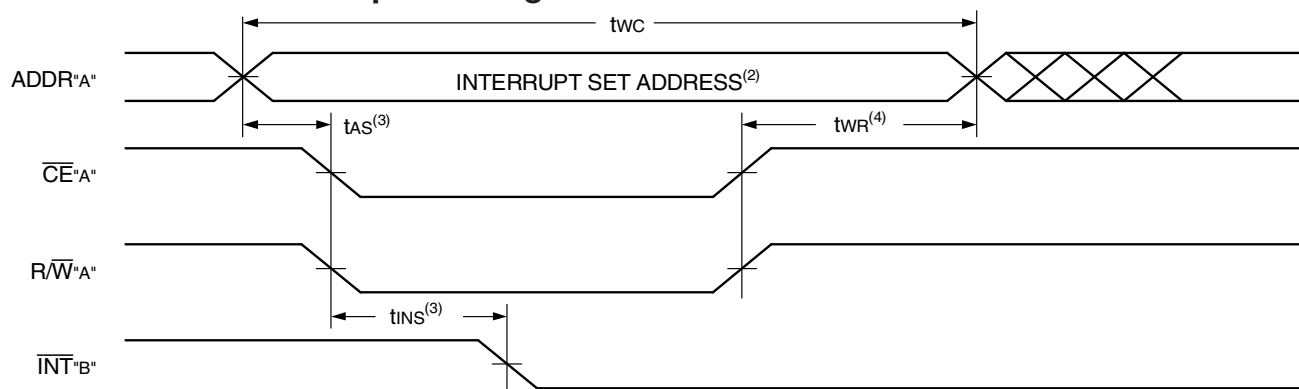 tWC
ADDR"A"
INTERRUPT SET ADDRESS(2)
tAS(3)
tWR(4)
CE"A"
R/W"A"
tINS(3)
INT"B"